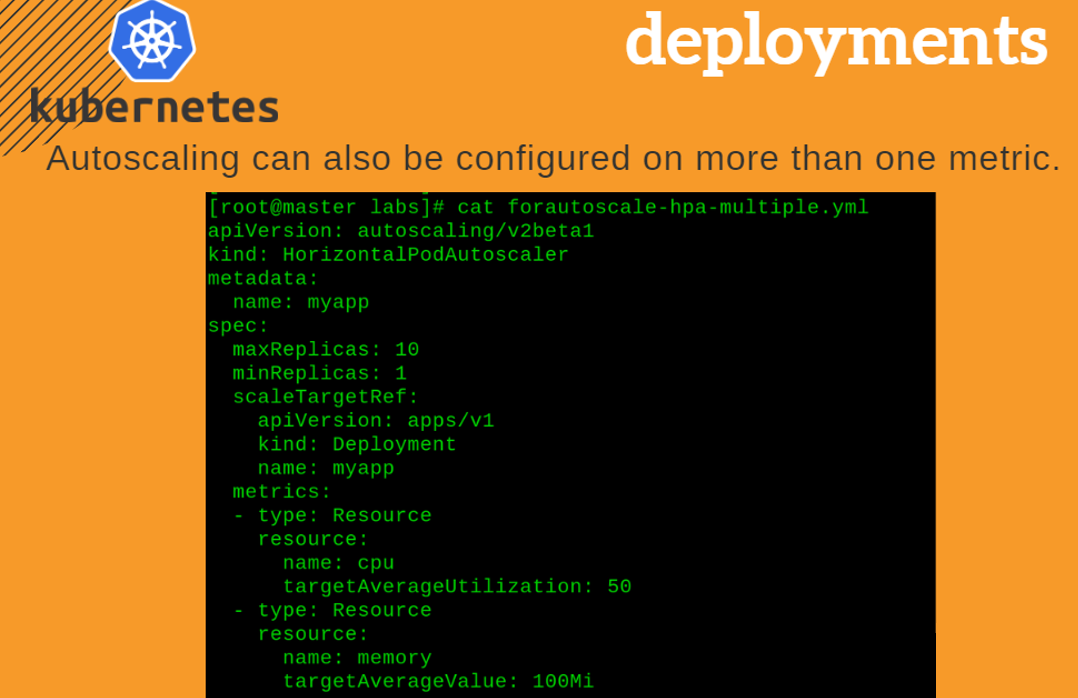 deployments
kubernetes
Autoscaling can also be configured on more than one metric.
[root@master labs]# cat forautoscale-hpa-multiple.yml
apiVersion: autoscaling/v2beta1
kind: HorizontalPodAutoscaler
metadata:
  name: myapp
spec:
  maxReplicas: 10
  minReplicas: 1
  scaleTargetRef:
    apiVersion: apps/v1
    kind: Deployment
    name: myapp
  metrics:
  - type: Resource
    resource:
      name: cpu
      targetAverageUtilization: 50
  - type: Resource
    resource:
      name: memory
      targetAverageValue: 100Mi